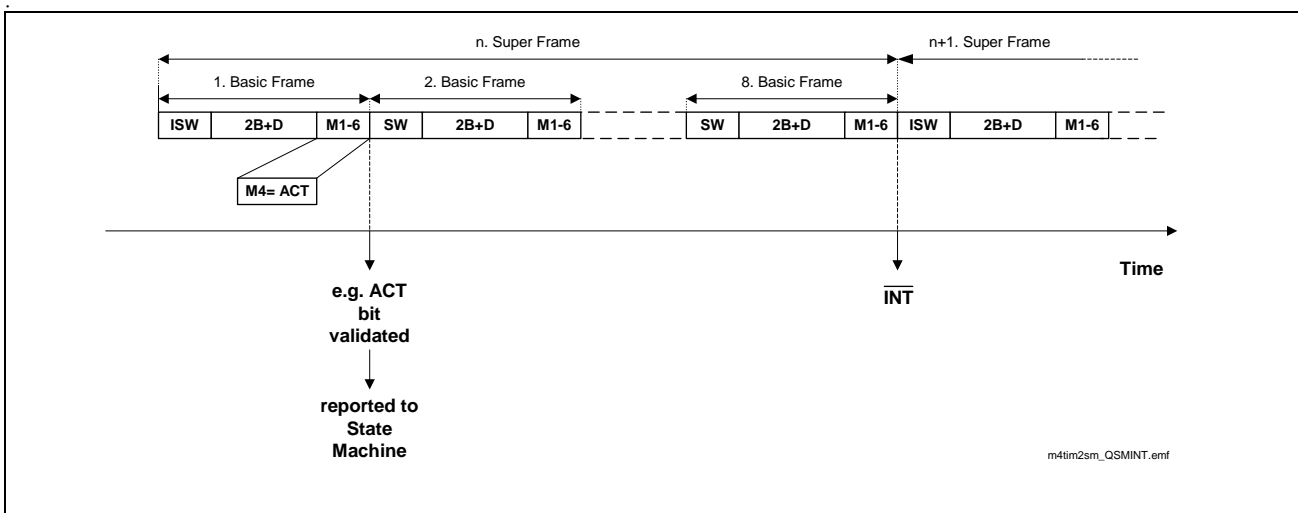 .
n. Super Frame
n+1. Super Frame
1. Basic Frame
2. Basic Frame
8. Basic Frame
ISW 2B+D M1-6 SW 2B+D M1-6 SW 2B+D M1-6 ISW 2B+D M1-6
M4= ACT
Time
e.g. ACT
bit
validated
INT
reported to
State
Machine
m4tim2sm_QSMINT.emf